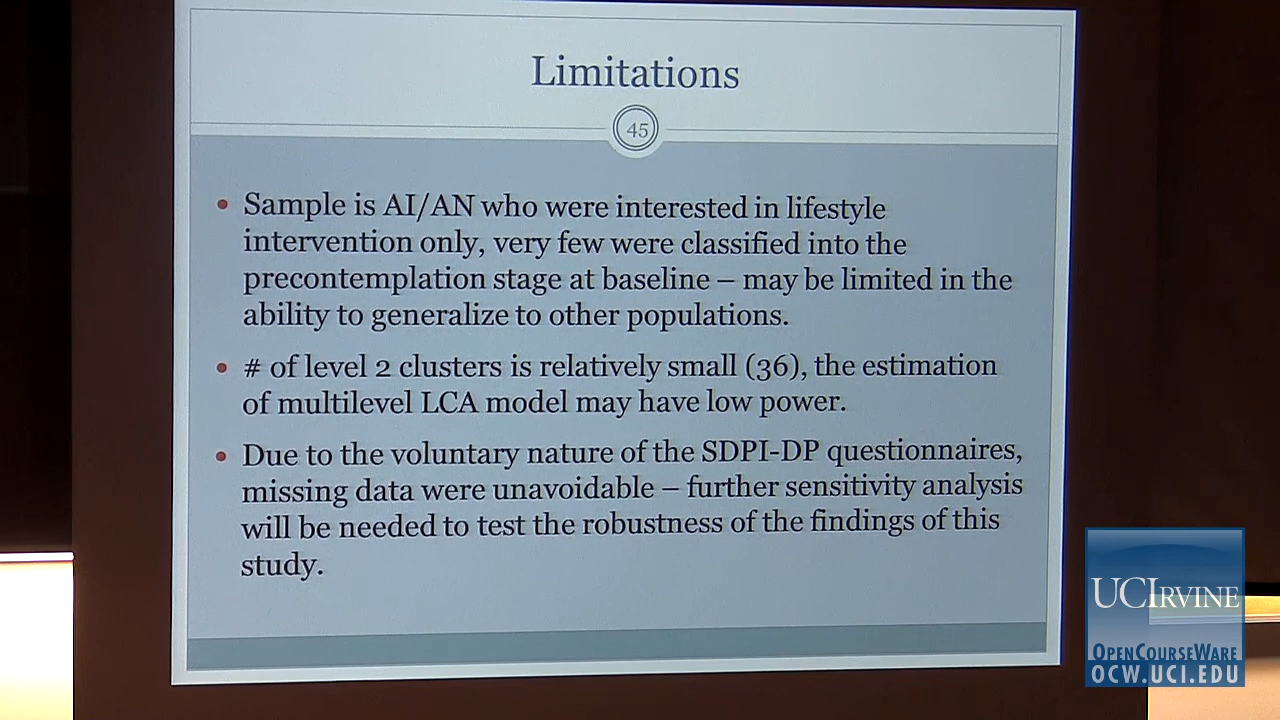 Limitations
45
• Sample is AI/AN who were interested in lifestyle
intervention only, very few were classified into the
precontemplation stage at baseline – may be limited in the
ability to generalize to other populations.
• # of level 2 clusters is relatively small (36), the estimation
of multilevel LCA model may have low power.
• Due to the voluntary nature of the SDPI-DP questionnaires,
missing data were unavoidable – further sensitivity analysis
will be needed to test the robustness of the findings of this
study.
UCIRVINE
OPENCOURSEWARE
OCW.UCI.EDU